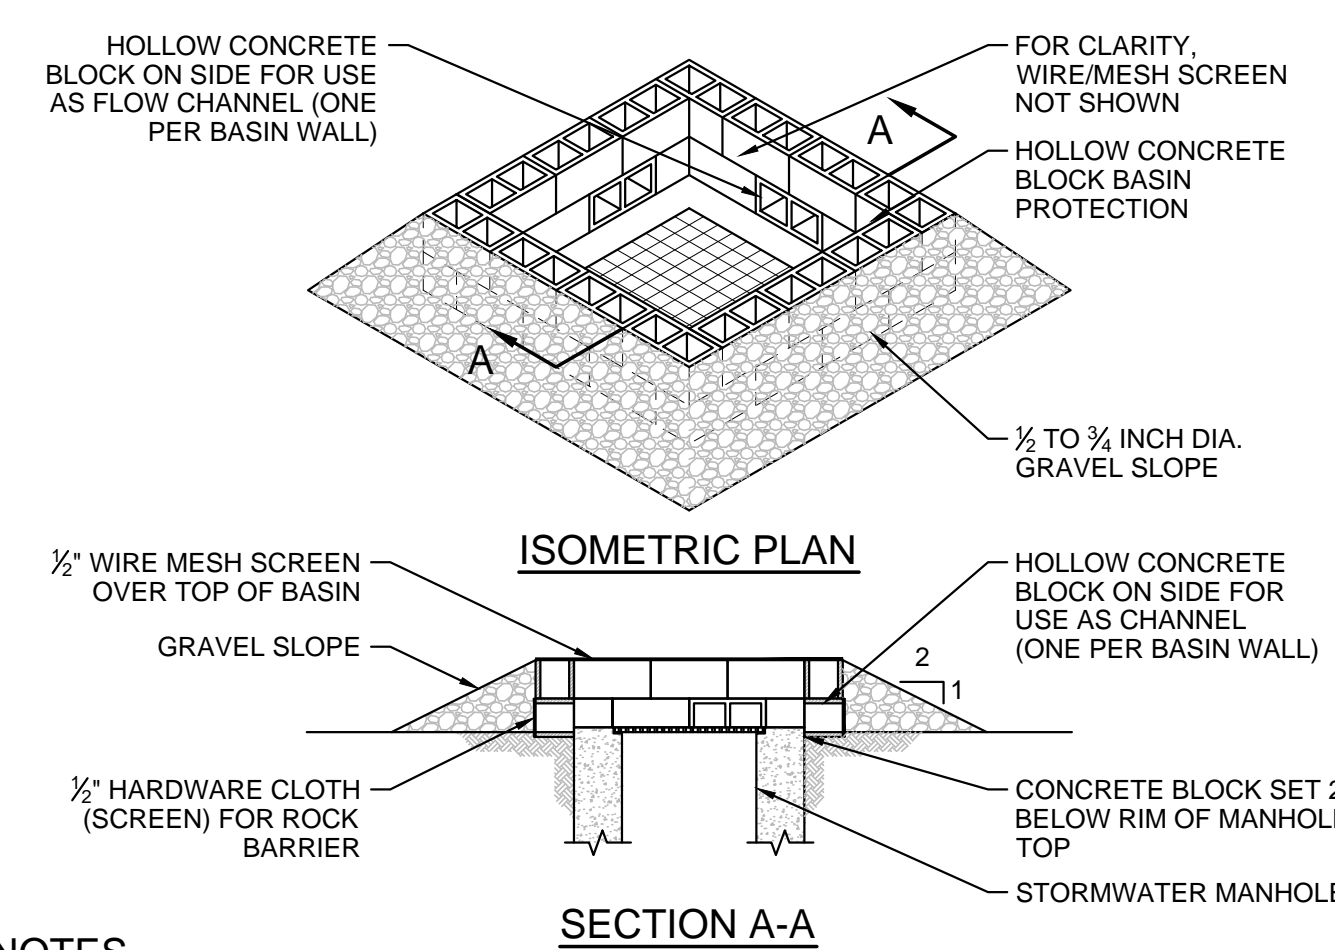 HOLLOW CONCRETE
BLOCK ON SIDE FOR USE
AS FLOW CHANNEL (ONE
PER BASIN WALL)
FOR CLARITY,
WIRE/MESH SCREEN
NOT SHOWN
A
HOLLOW CONCRETE
BLOCK BASIN
PROTECTION
A
½ TO ¾ INCH DIA.
GRAVEL SLOPE
ISOMETRIC PLAN
½" WIRE MESH SCREEN
OVER TOP OF BASIN
GRAVEL SLOPE
HOLLOW CONCRETE
BLOCK ON SIDE FOR
USE AS CHANNEL
(ONE PER BASIN WALL)
2
1
½" HARDWARE CLOTH
(SCREEN) FOR ROCK
BARRIER
CONCRETE BLOCK SET
BELOW RIM OF
TOP
STORMWATER
SECTION A-A
NOTES